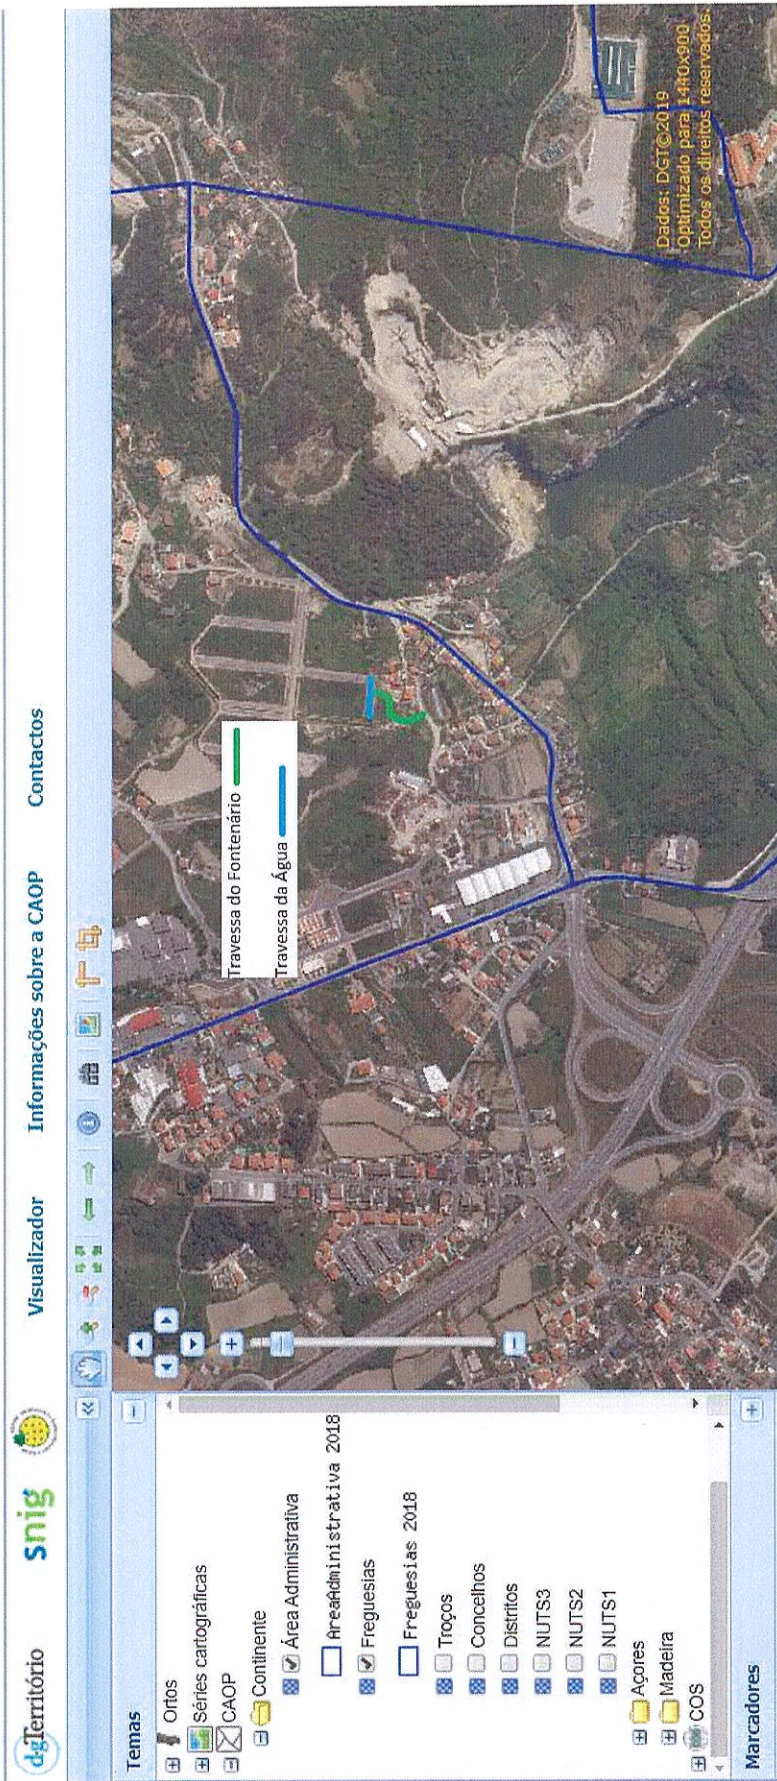 dgTerritório
snig
Visualizador
Informações sobre a CAOP
Contactos
Temas
Ortos
Séries cartográficas
CAOP
Continente
Área Administrativa
AreaAdministrativa 2018
Freguesias
Freguesias 2018
Troços
Concelhos
Distritos
NUTS3
NUTS2
NUTS1
Açores
Madeira
COS
Marcadores
Travessa do Fontenário
Travessa da Água
Dados: DGT©2019
Optimizado para 1440x900
Todos os direitos reservados.